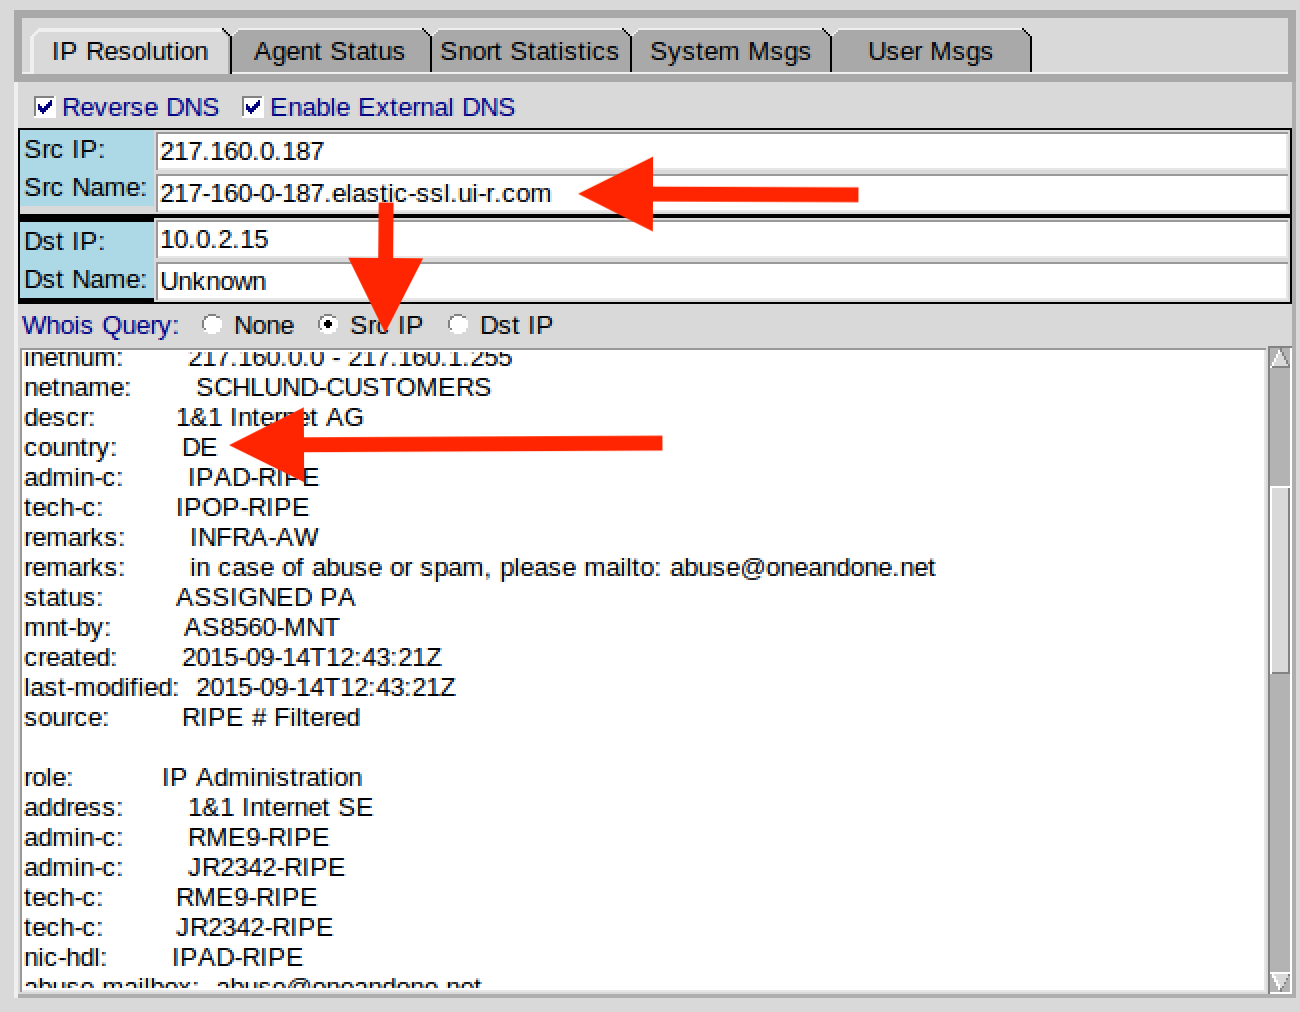 IP Resolution Agent Status Snort Statistics System Msgs User Msgs
Reverse DNS Enable External DNS
Src IP: 217.160.0.187
Src Name: 217-160-0-187.elastic-ssl.ui-r.com
Dst IP: 10.0.2.15
Dst Name: Unknown
Whois Query: None Src IP Dst IP
inetnum: 217.160.0.0 - 217.160.1.255
netname: SCHLUND-CUSTOMERS
descr: 1&1 Internet AG
country: DE
admin-c: IPAD-RIPE
tech-c: IPOP-RIPE
remarks: INFRA-AW
remarks: in case of abuse or spam, please mailto: abuse@oneandone.net
status: ASSIGNED PA
mnt-by: AS8560-MNT
created: 2015-09-14T12:43:21Z
last-modified: 2015-09-14T12:43:21Z
source: RIPE # Filtered
role: IP Administration
address: 1&1 Internet SE
admin-c: RME9-RIPE
admin-c: JR2342-RIPE
tech-c: RME9-RIPE
tech-c: JR2342-RIPE
nic-hdl: IPAD-RIPE
abuse-mailbox: abuse@oneandone.net